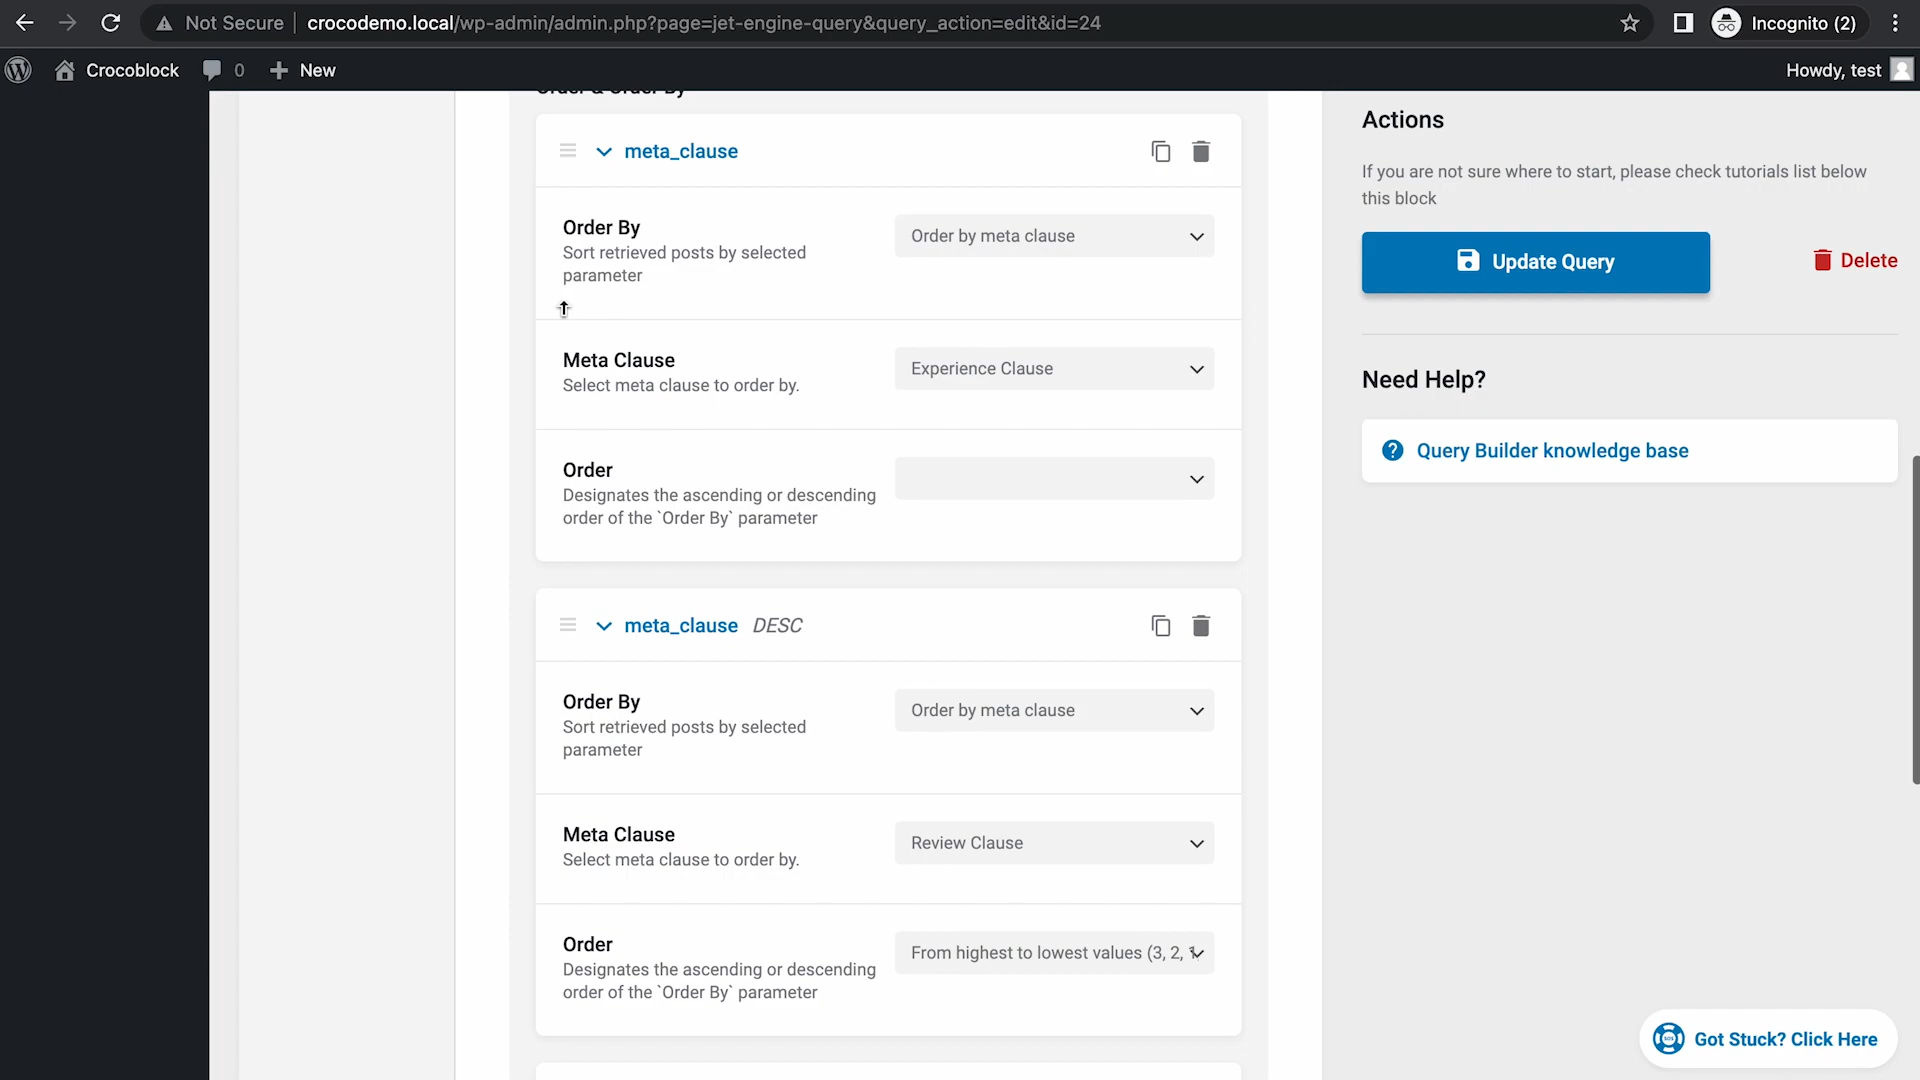 Not Secure
crocodemo.local/wp-admin/admin.php?page=jet-engine-query&query_action=edit&id=24
Incognito (2)
Crocoblock
0
New
Howdy, test
Order & Order By
meta_clause
Order By
Sort retrieved posts by selected
parameter
Order by meta clause
Meta Clause
Select meta clause to order by.
Experience Clause
Order
Designates the ascending or descending
order of the `Order By` parameter
meta_clause DESC
Order By
Sort retrieved posts by selected
parameter
Order by meta clause
Meta Clause
Select meta clause to order by.
Review Clause
Order
Designates the ascending or descending
order of the `Order By` parameter
From highest to lowest values (3, 2, 1
Actions
If you are not sure where to start, please check tutorials list below
this block
Update Query
Delete
Need Help?
Query Builder knowledge base
Got Stuck? Click Here